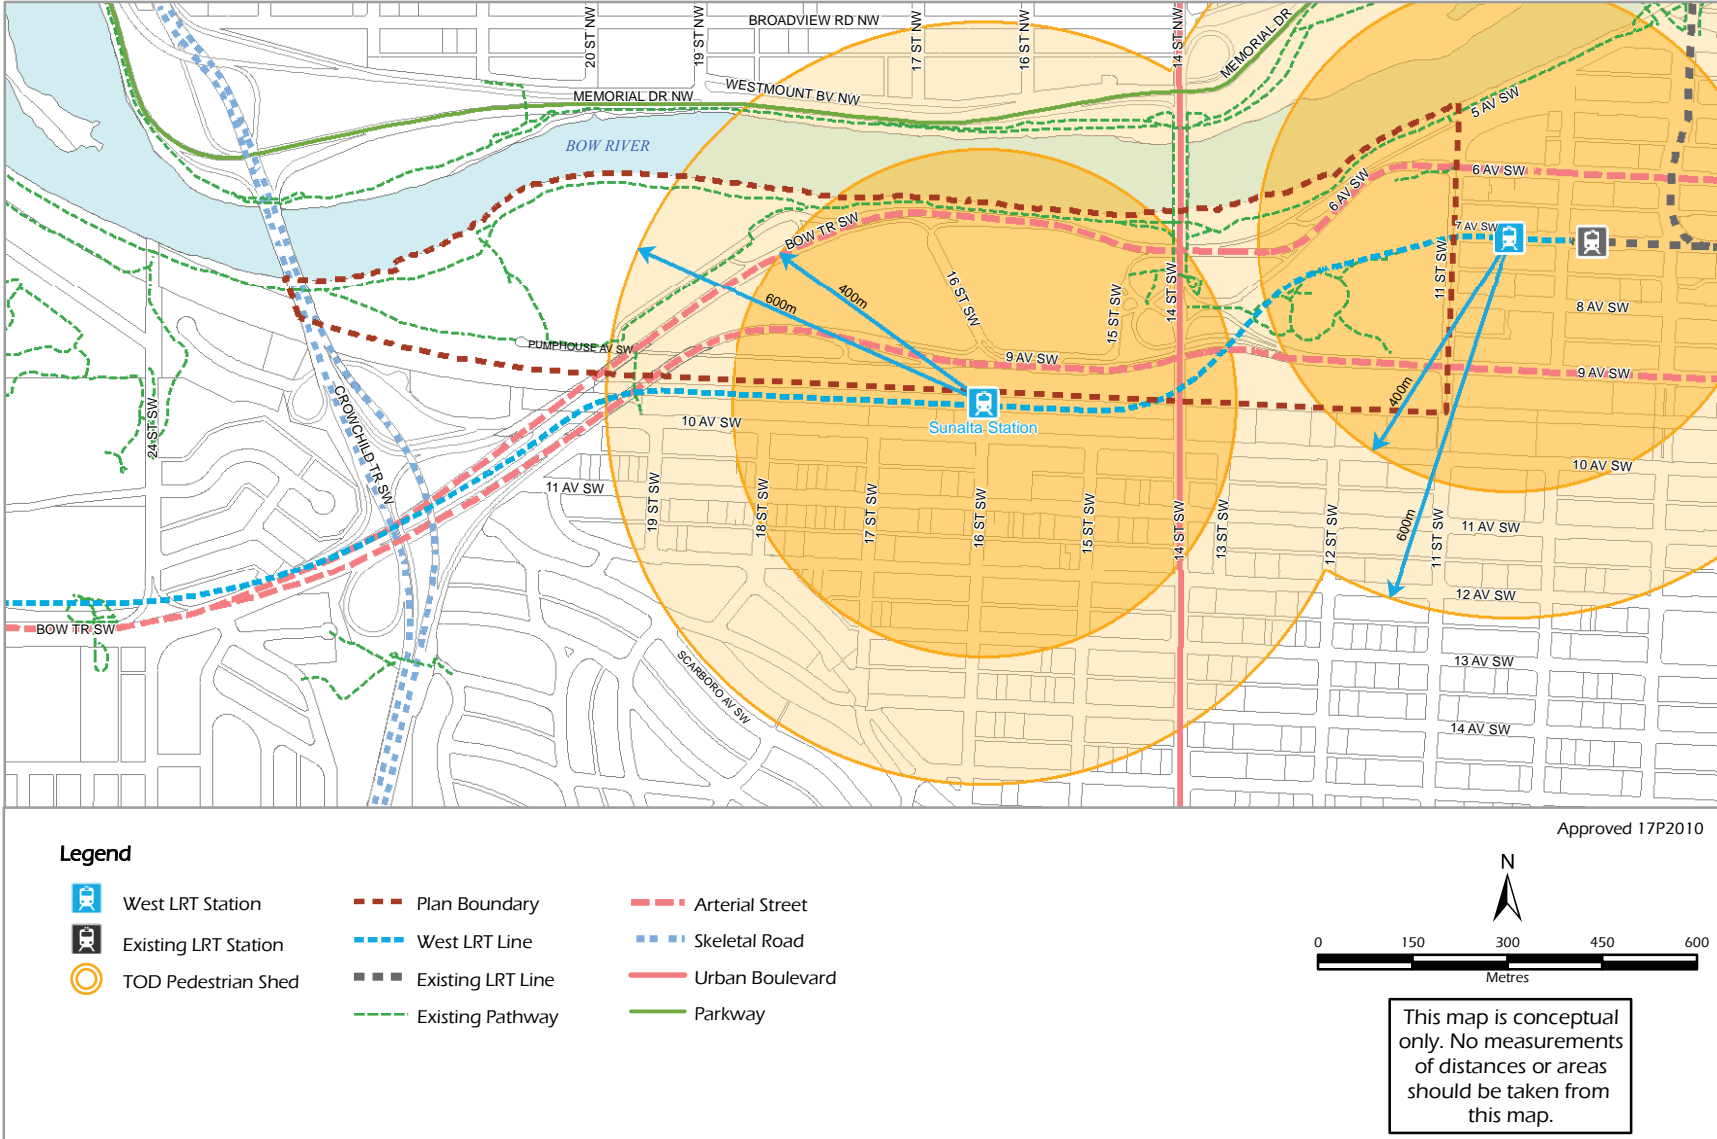 BROADVIEW RD NW
20 ST NW
19 ST NW
17 ST NW
16 ST NW
14 ST NW
MEMORIAL DR
WESTMOUNT BV NW
MEMORIAL DR NW
5 AV SW
BOW RIVER
6 AV SW
6 AV SW
BOW TR SW
7 AV SW
11 ST SW
16 ST SW
15 ST SW
14 ST SW
400m
600m
8 AV SW
PUMPHOUSE AV SW
9 AV SW
9 AV SW
400m
CROWCHILD TR SW
24 ST SW
10 AV SW
Sunalta Station
10 AV SW
11 AV SW
19 ST SW
18 ST SW
17 ST SW
16 ST SW
15 ST SW
14 ST SW
13 ST SW
12 ST SW
600m
11 ST SW
11 AV SW
12 AV SW
BOW TR SW
SCARBORO AV SW
13 AV SW
14 AV SW
Approved 17P2010
Legend
West LRT Station
Existing LRT Station
TOD Pedestrian Shed
Plan Boundary
West LRT Line
Existing LRT Line
Existing Pathway
Arterial Street
Skeletal Road
Urban Boulevard
Parkway
N
0 150 300 450 600
Metres
This map is conceptual
only. No measurements
of distances or areas
should be taken from
this map.